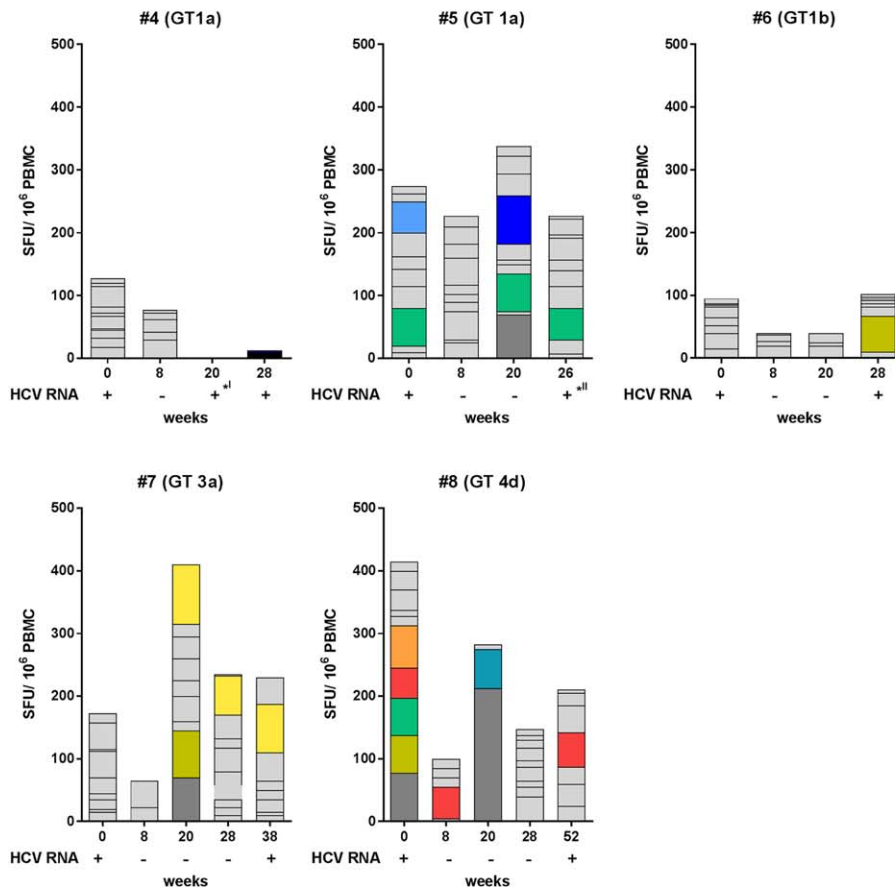 #4 (GT1a)
500
400
300
200
100
0
SFU/ 10⁶ PBMC
0 8 20 28
HCV RNA + - + *I +
weeks
#5 (GT 1a)
500
400
300
200
100
0
SFU/ 10⁶ PBMC
0 8 20 26
HCV RNA + - - + *II
weeks
#6 (GT1b)
500
400
300
200
100
0
SFU/ 10⁶ PBMC
0 8 20 28
HCV RNA + - - +
weeks
#7 (GT 3a)
500
400
300
200
100
0
SFU/ 10⁶ PBMC
0 8 20 28 38
HCV RNA + - - - +
weeks
#8 (GT 4d)
500
400
300
200
100
0
SFU/ 10⁶ PBMC
0 8 20 28 52
HCV RNA + - - - +
weeks